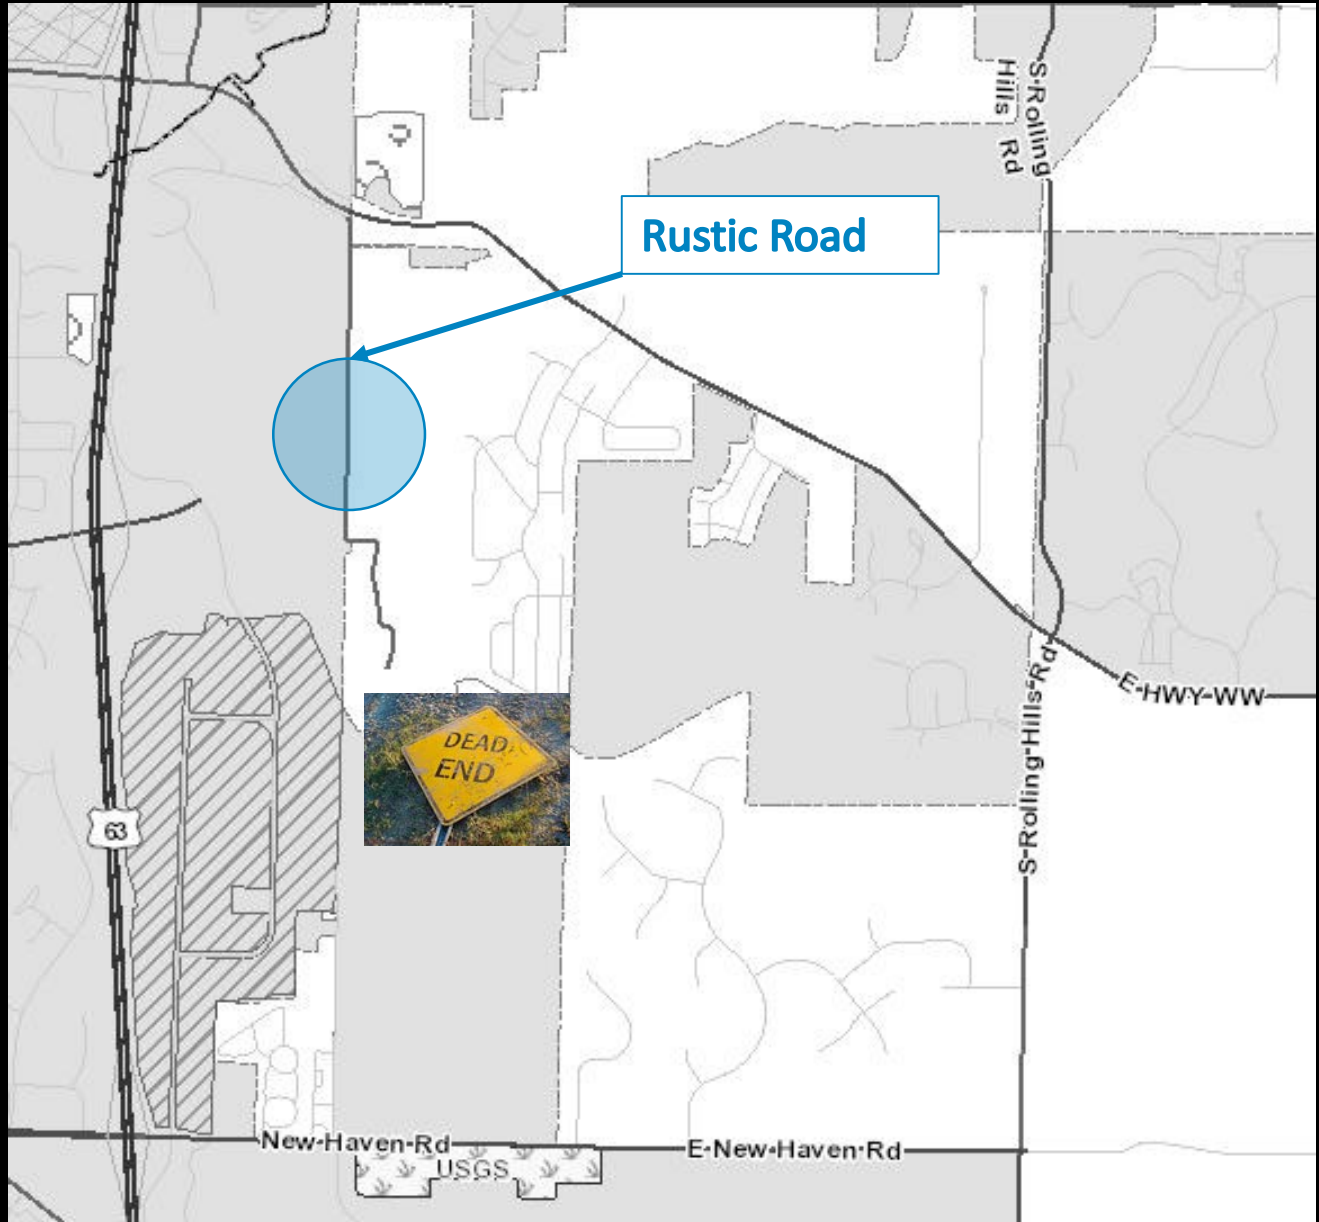 S-Rolling
Hills Rd
Rustic Road
E-HWY-WW
S-Rolling-Hills-Rd
DEAD
END
63
New-Haven-Rd
E-New-Haven-Rd
USGS